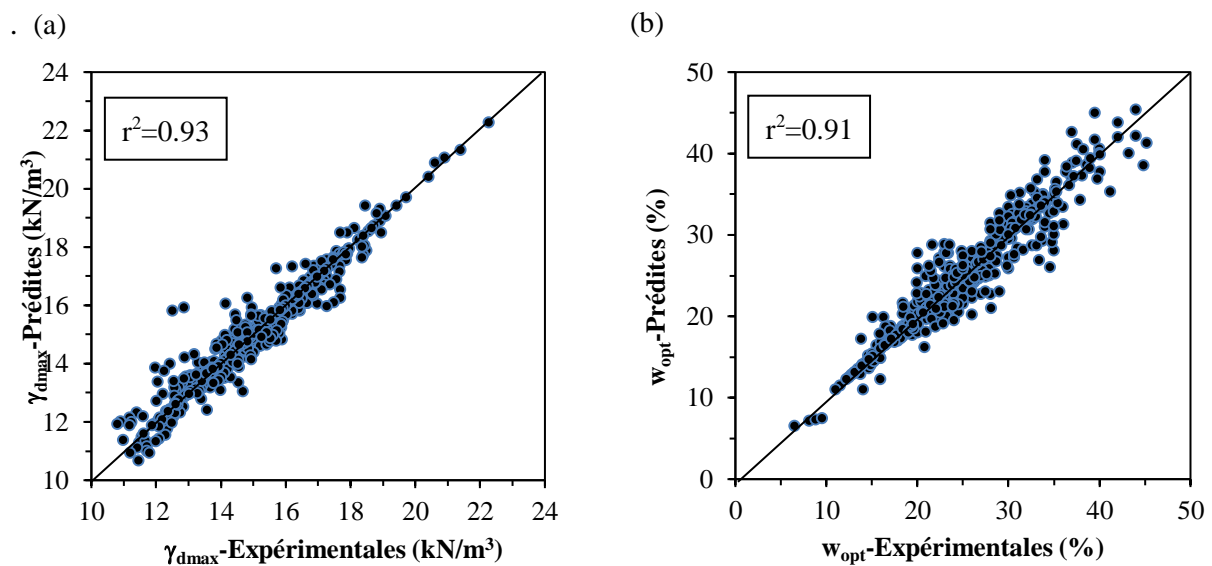 . (a)
(b)
24
22
20
18
16
14
12
10
r²=0.93
γdmax-Prédites (kN/m³)
10 12 14 16 18 20 22 24
γdmax-Expérimentales (kN/m³)
50
40
30
20
10
0
r²=0.91
wopt-Prédites (%)
0 10 20 30 40 50
wopt-Expérimentales (%)